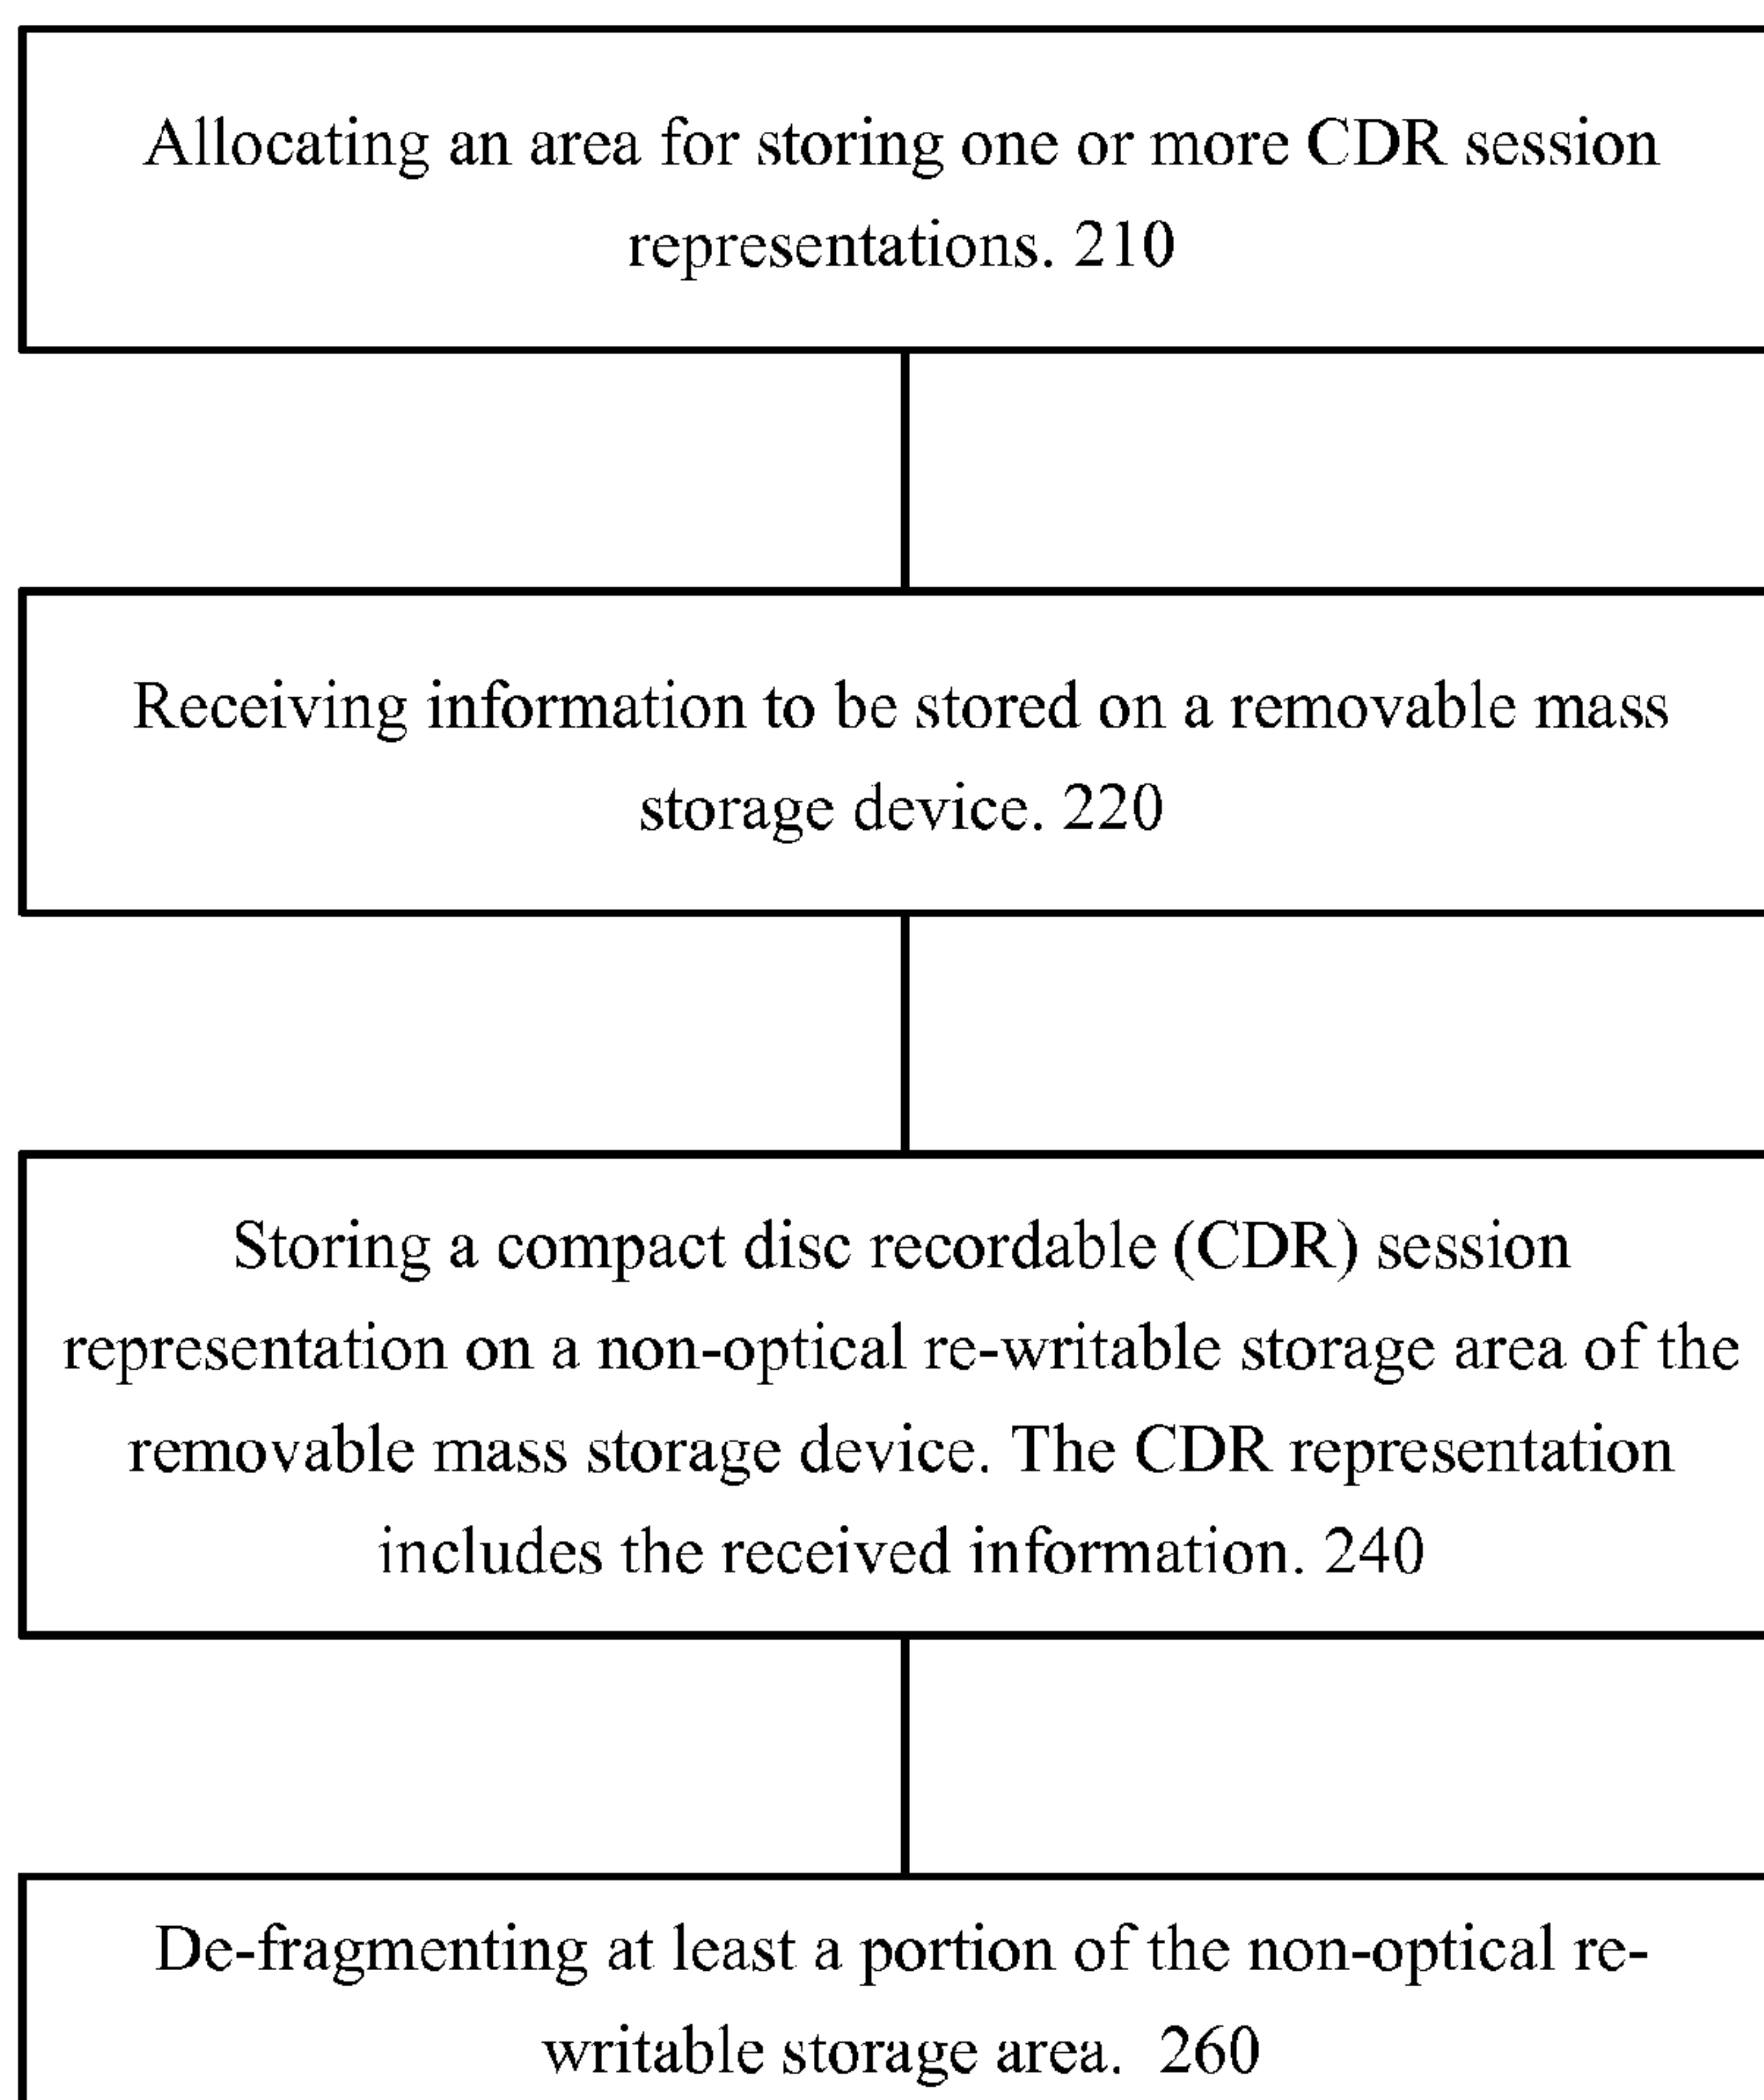 Allocating an area for storing one or more CDR session
representations. 210
Receiving information to be stored on a removable mass
storage device. 220
Storing a compact disc recordable (CDR) session
representation on a non-optical re-writable storage area of the
removable mass storage device. The CDR representation
includes the received information. 240
De-fragmenting at least a portion of the non-optical re-
writable storage area.  260